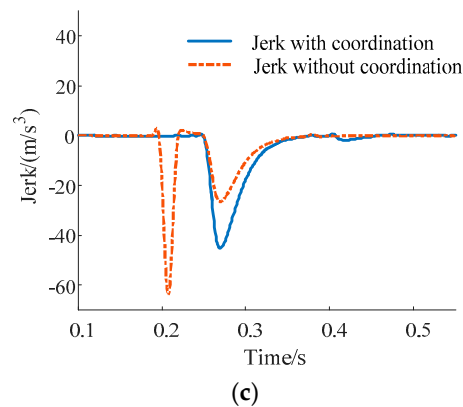 40
Jerk with coordination
Jerk without coordination
20
0
-20
-40
-60
Jerk/(m/s³)
0.1 0.2 0.3 0.4 0.5
Time/s
(c)